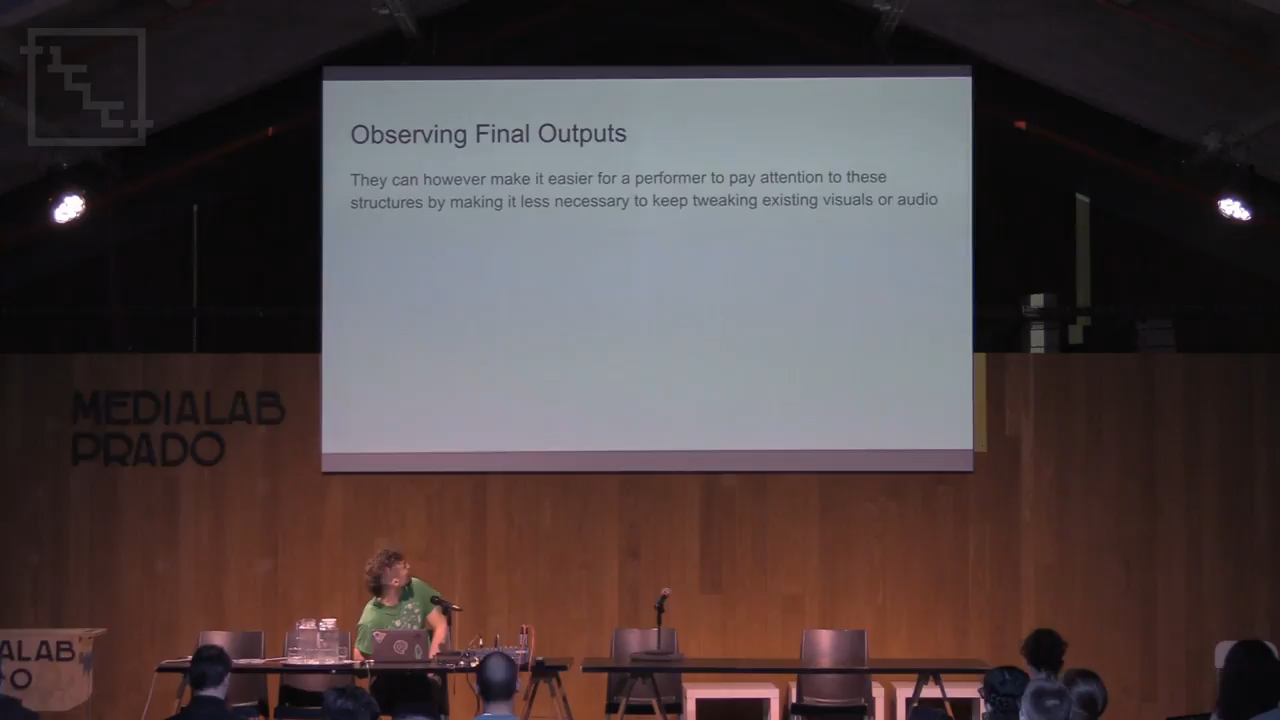 Observing Final Outputs
They can however make it easier for a performer to pay attention to these
structures by making it less necessary to keep tweaking existing visuals or audio
MEDIALAB
PRADO
ALAB
O